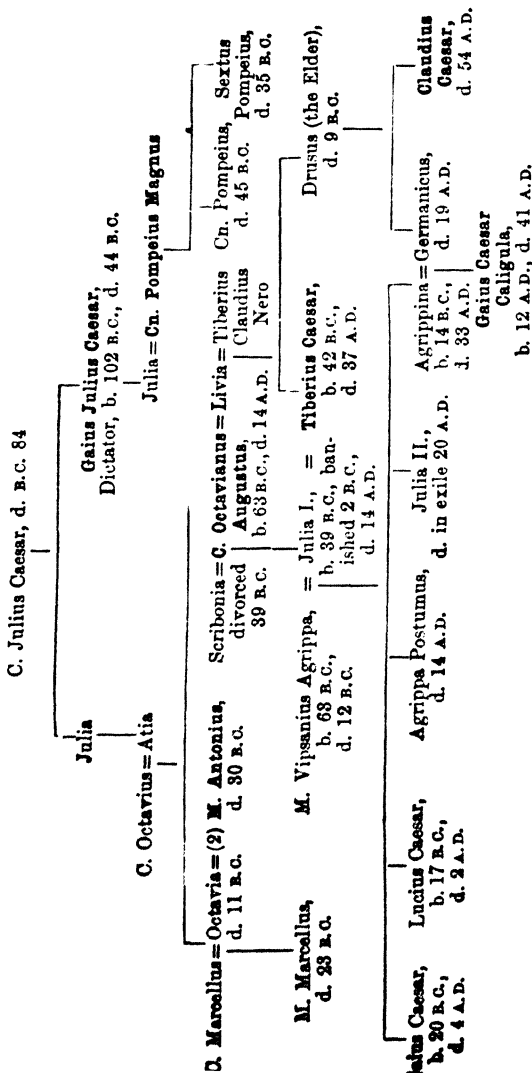 C. Julius Caesar, d. B.C. 84
Julia
Gaius Julius Caesar,
Dictator, b. 102 B.C., d. 44 B.C.
C. Octavius=Atia
Julia=Cn. Pompeius Magnus
C. Marcellus=Octavia=(2) M. Antonius,
d. 11 B.C.
d. 30 B.C.
Scribonia=C. Octavianus=Livia=Tiberius
divorced
39 B.C.
Augustus,
b. 63 B.C., d. 14 A.D.
Claudius
Nero
Cn. Pompeius,
d. 45 B.C.
Sextus
Pompeius,
d. 35 B.C.
M. Marcellus,
d. 23 B.C.
M. Vipsanius Agrippa,
b. 63 B.C.,
d. 12 B.C.
= Julia I., =
b. 39 B.C., ban-
ished 2 B.C.,
d. 14 A.D.
Tiberius Caesar,
b. 42 B.C.,
d. 37 A.D.
Drusus (the Elder),
d. 9 B.C.
Gaius Caesar,
b. 20 B.C.,
d. 4 A.D.
Lucius Caesar,
b. 17 B.C.,
d. 2 A.D.
Agrippa Postumus,
d. 14 A.D.
Julia II.,
d. in exile 20 A.D.
Agrippina=Germanicus,
b. 14 B.C.,
d. 33 A.D.
d. 19 A.D.
Claudius
Caesar,
d. 54 A.D.
Gaius Caesar
Caligula,
b. 12 A.D., d. 41 A.D.